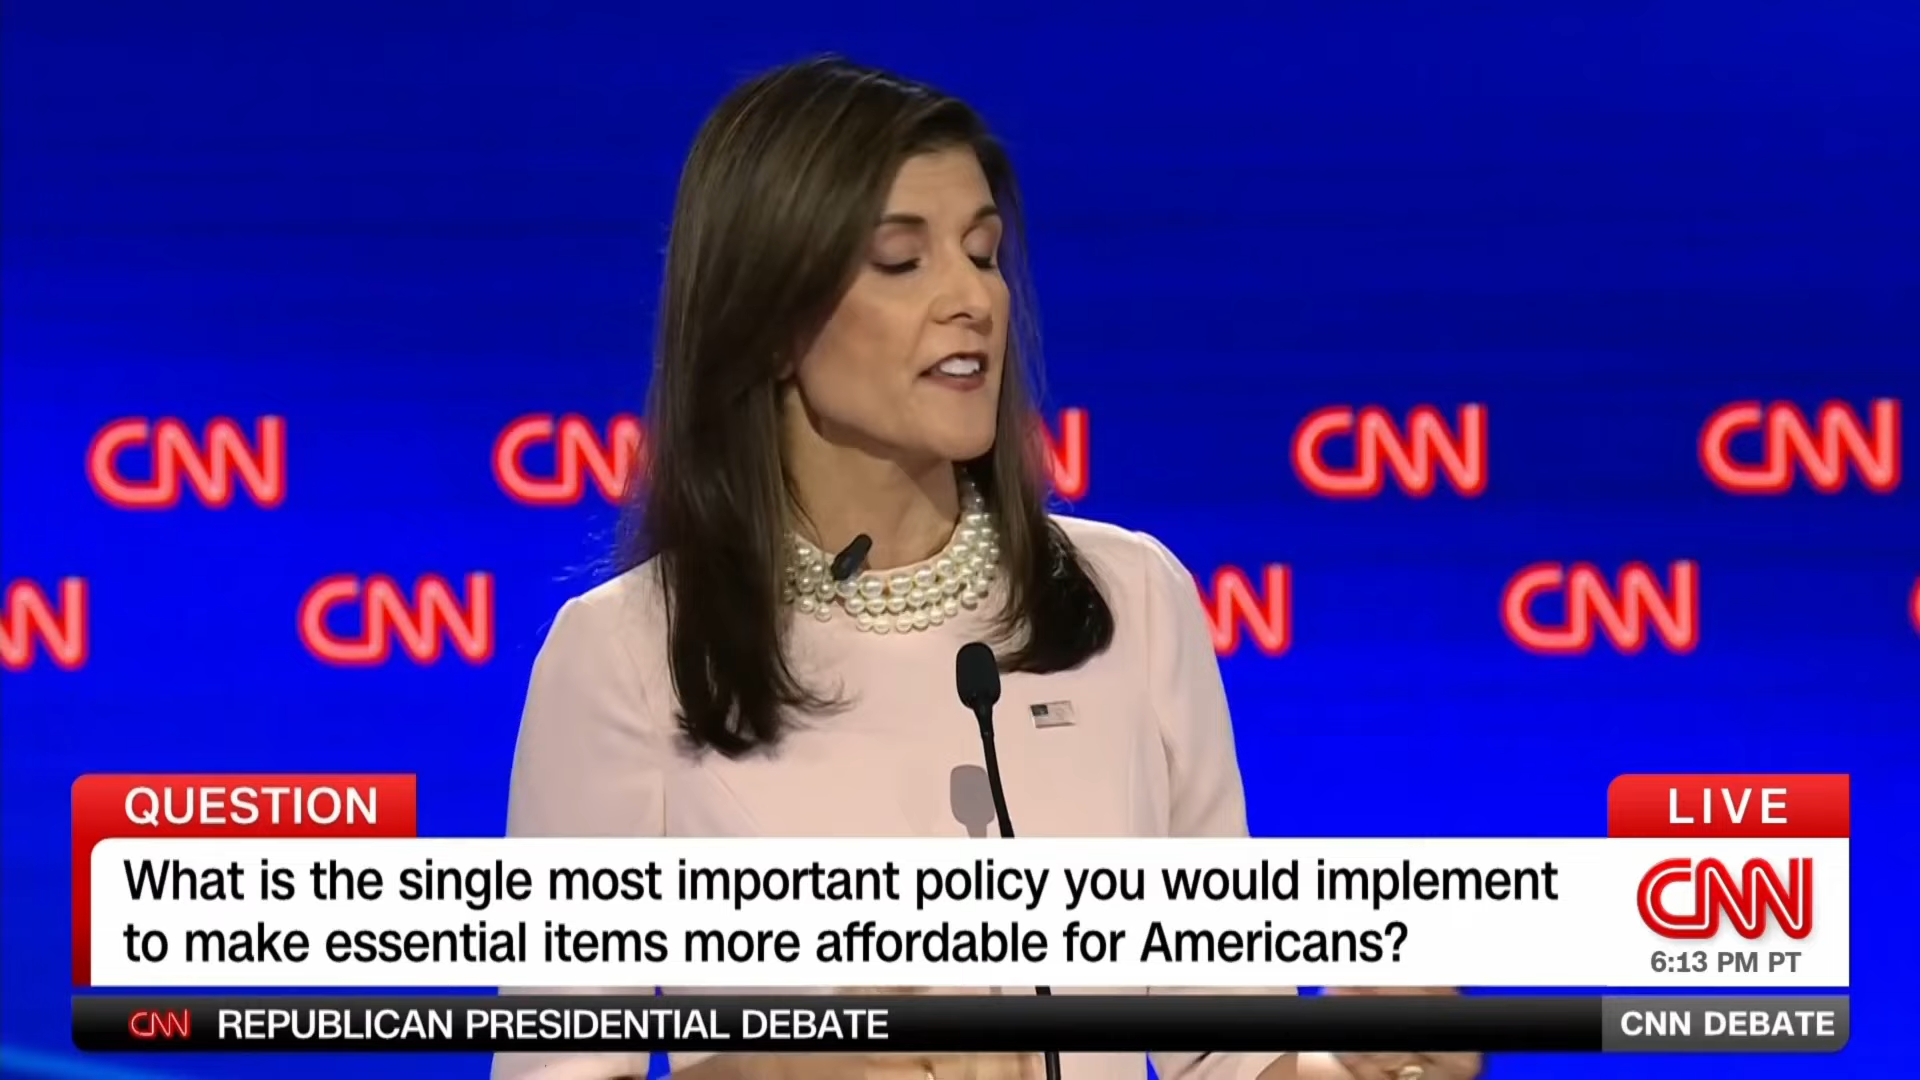 CNN
CNN
CNN
CNN
CNN
CNN
QUESTION
LIVE
What is the single most important policy you would implement
to make essential items more affordable for Americans?
CNN
6:13 PM PT
CNN REPUBLICAN PRESIDENTIAL DEBATE
CNN DEBATE